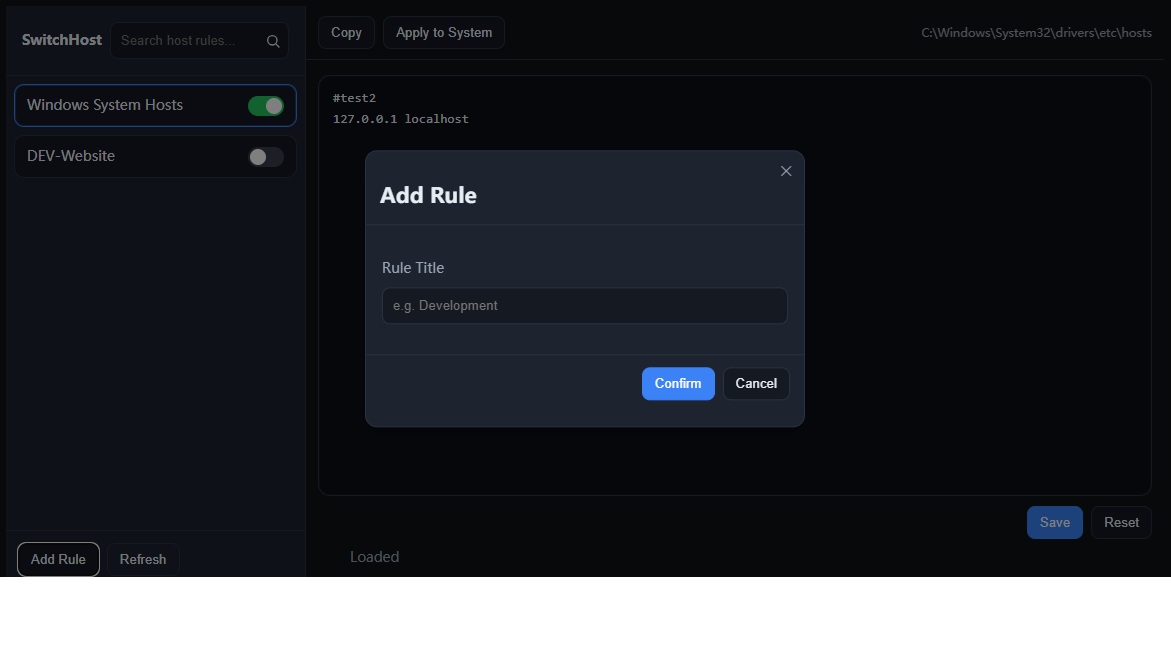 SwitchHost
Search host rules...
Copy
Apply to System
C:\Windows\System32\drivers\etc\hosts
Windows System Hosts
DEV-Website
#test2
127.0.0.1 localhost
Add Rule
Rule Title
e.g. Development
Confirm
Cancel
Save
Reset
Add Rule
Refresh
Loaded